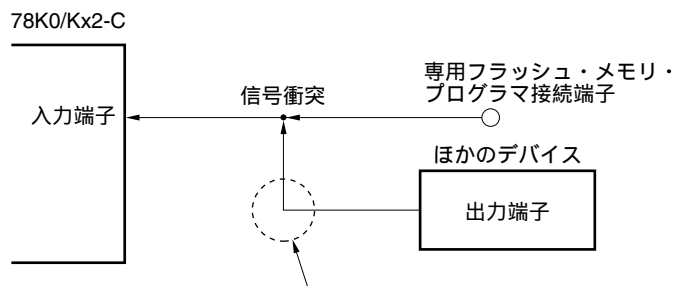 78K0/Kx2-C
専用フラッシュ・メモリ・
プログラマ接続端子
信号衝突
入力端子
ほかのデバイス
出力端子